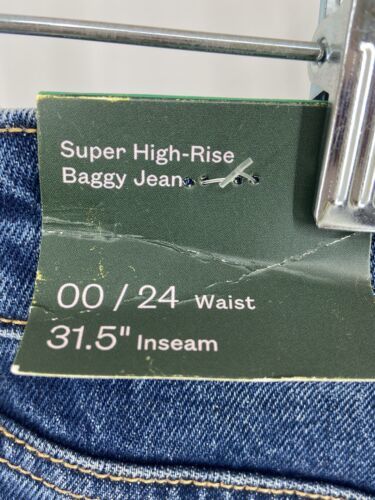 Super High-Rise
Baggy Jean
00 / 24 Waist
31.5" Inseam